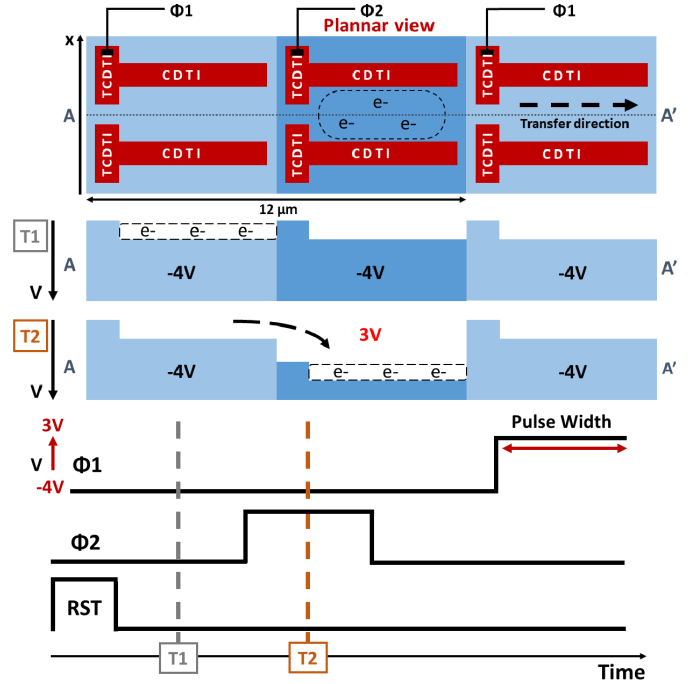 Φ1
Φ2
Φ1
Plannar view
x
TCDTI
CDTI
TCDTI
CDTI
TCDTI
CDTI
e-
e-
e-
A
A'
Transfer direction
TCDTI
CDTI
TCDTI
CDTI
TCDTI
CDTI
12 µm
T1
e- e- e-
A
-4V
-4V
A'
V
T2
3V
A
-4V
e- e- e-
-4V
A'
V
3V
V
-4V
Φ1
Pulse Width
Φ2
RST
T1
T2
Time